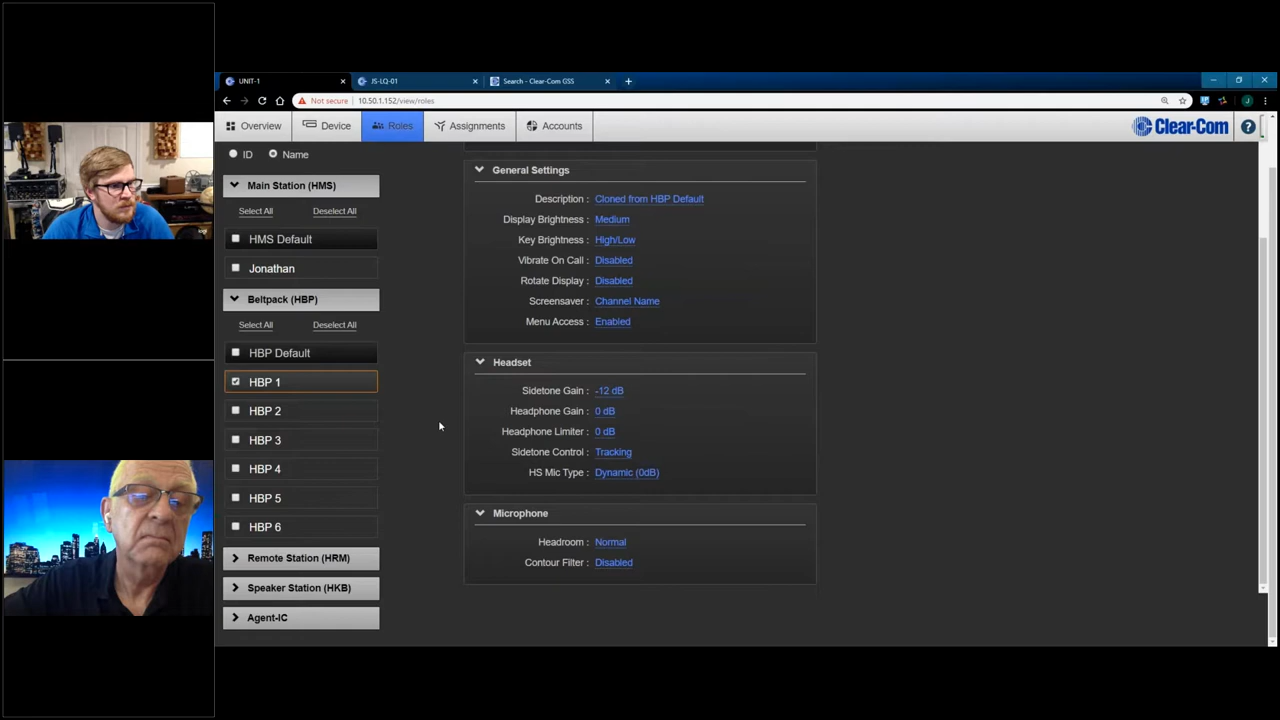 UNIT-1
JS-LQ-01
Search - Clear-Com GSS
Not secure
10.50.1.152/view/roles
Overview
Device
Roles
Assignments
Accounts
Clear-Com
?
J
ID
Name
Main Station (HMS)
Select All
Deselect All
HMS Default
Jonathan
Beltpack (HBP)
Select All
Deselect All
HBP Default
HBP 1
HBP 2
HBP 3
HBP 4
HBP 5
HBP 6
Remote Station (HRM)
Speaker Station (HKB)
Agent-IC
General Settings
Description : Cloned from HBP Default
Display Brightness : Medium
Key Brightness : High/Low
Vibrate On Call : Disabled
Rotate Display : Disabled
Screensaver : Channel Name
Menu Access : Enabled
Headset
Sidetone Gain : -12 dB
Headphone Gain : 0 dB
Headphone Limiter : 0 dB
Sidetone Control : Tracking
HS Mic Type : Dynamic (0dB)
Microphone
Headroom : Normal
Contour Filter : Disabled